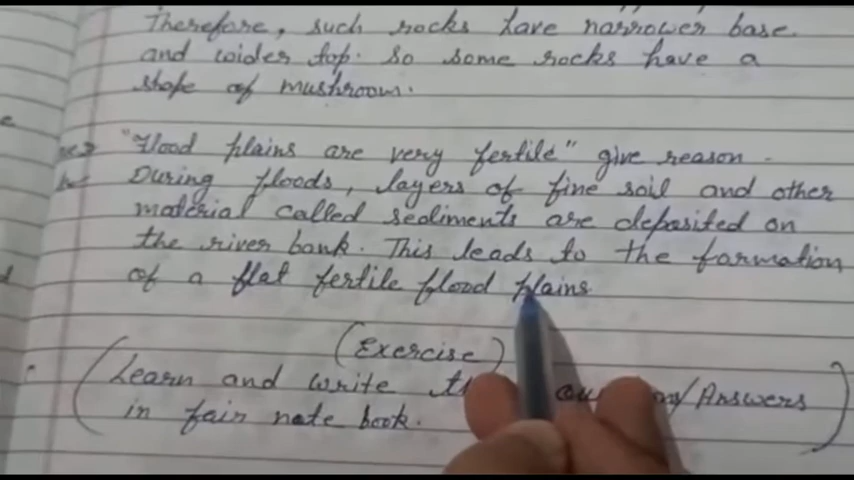 Therefore, such rocks have narrower base.
and wider top. so some rocks have a
shape of mushroom.
"Flood plains are very fertile" give reason.
During floods, layers of fine soil and other
material called sediments are deposited on
the river bank. This leads to the formation
of a flat fertile flood plains
(Exercise)
(Learn and write /Answers
in fair note book.)